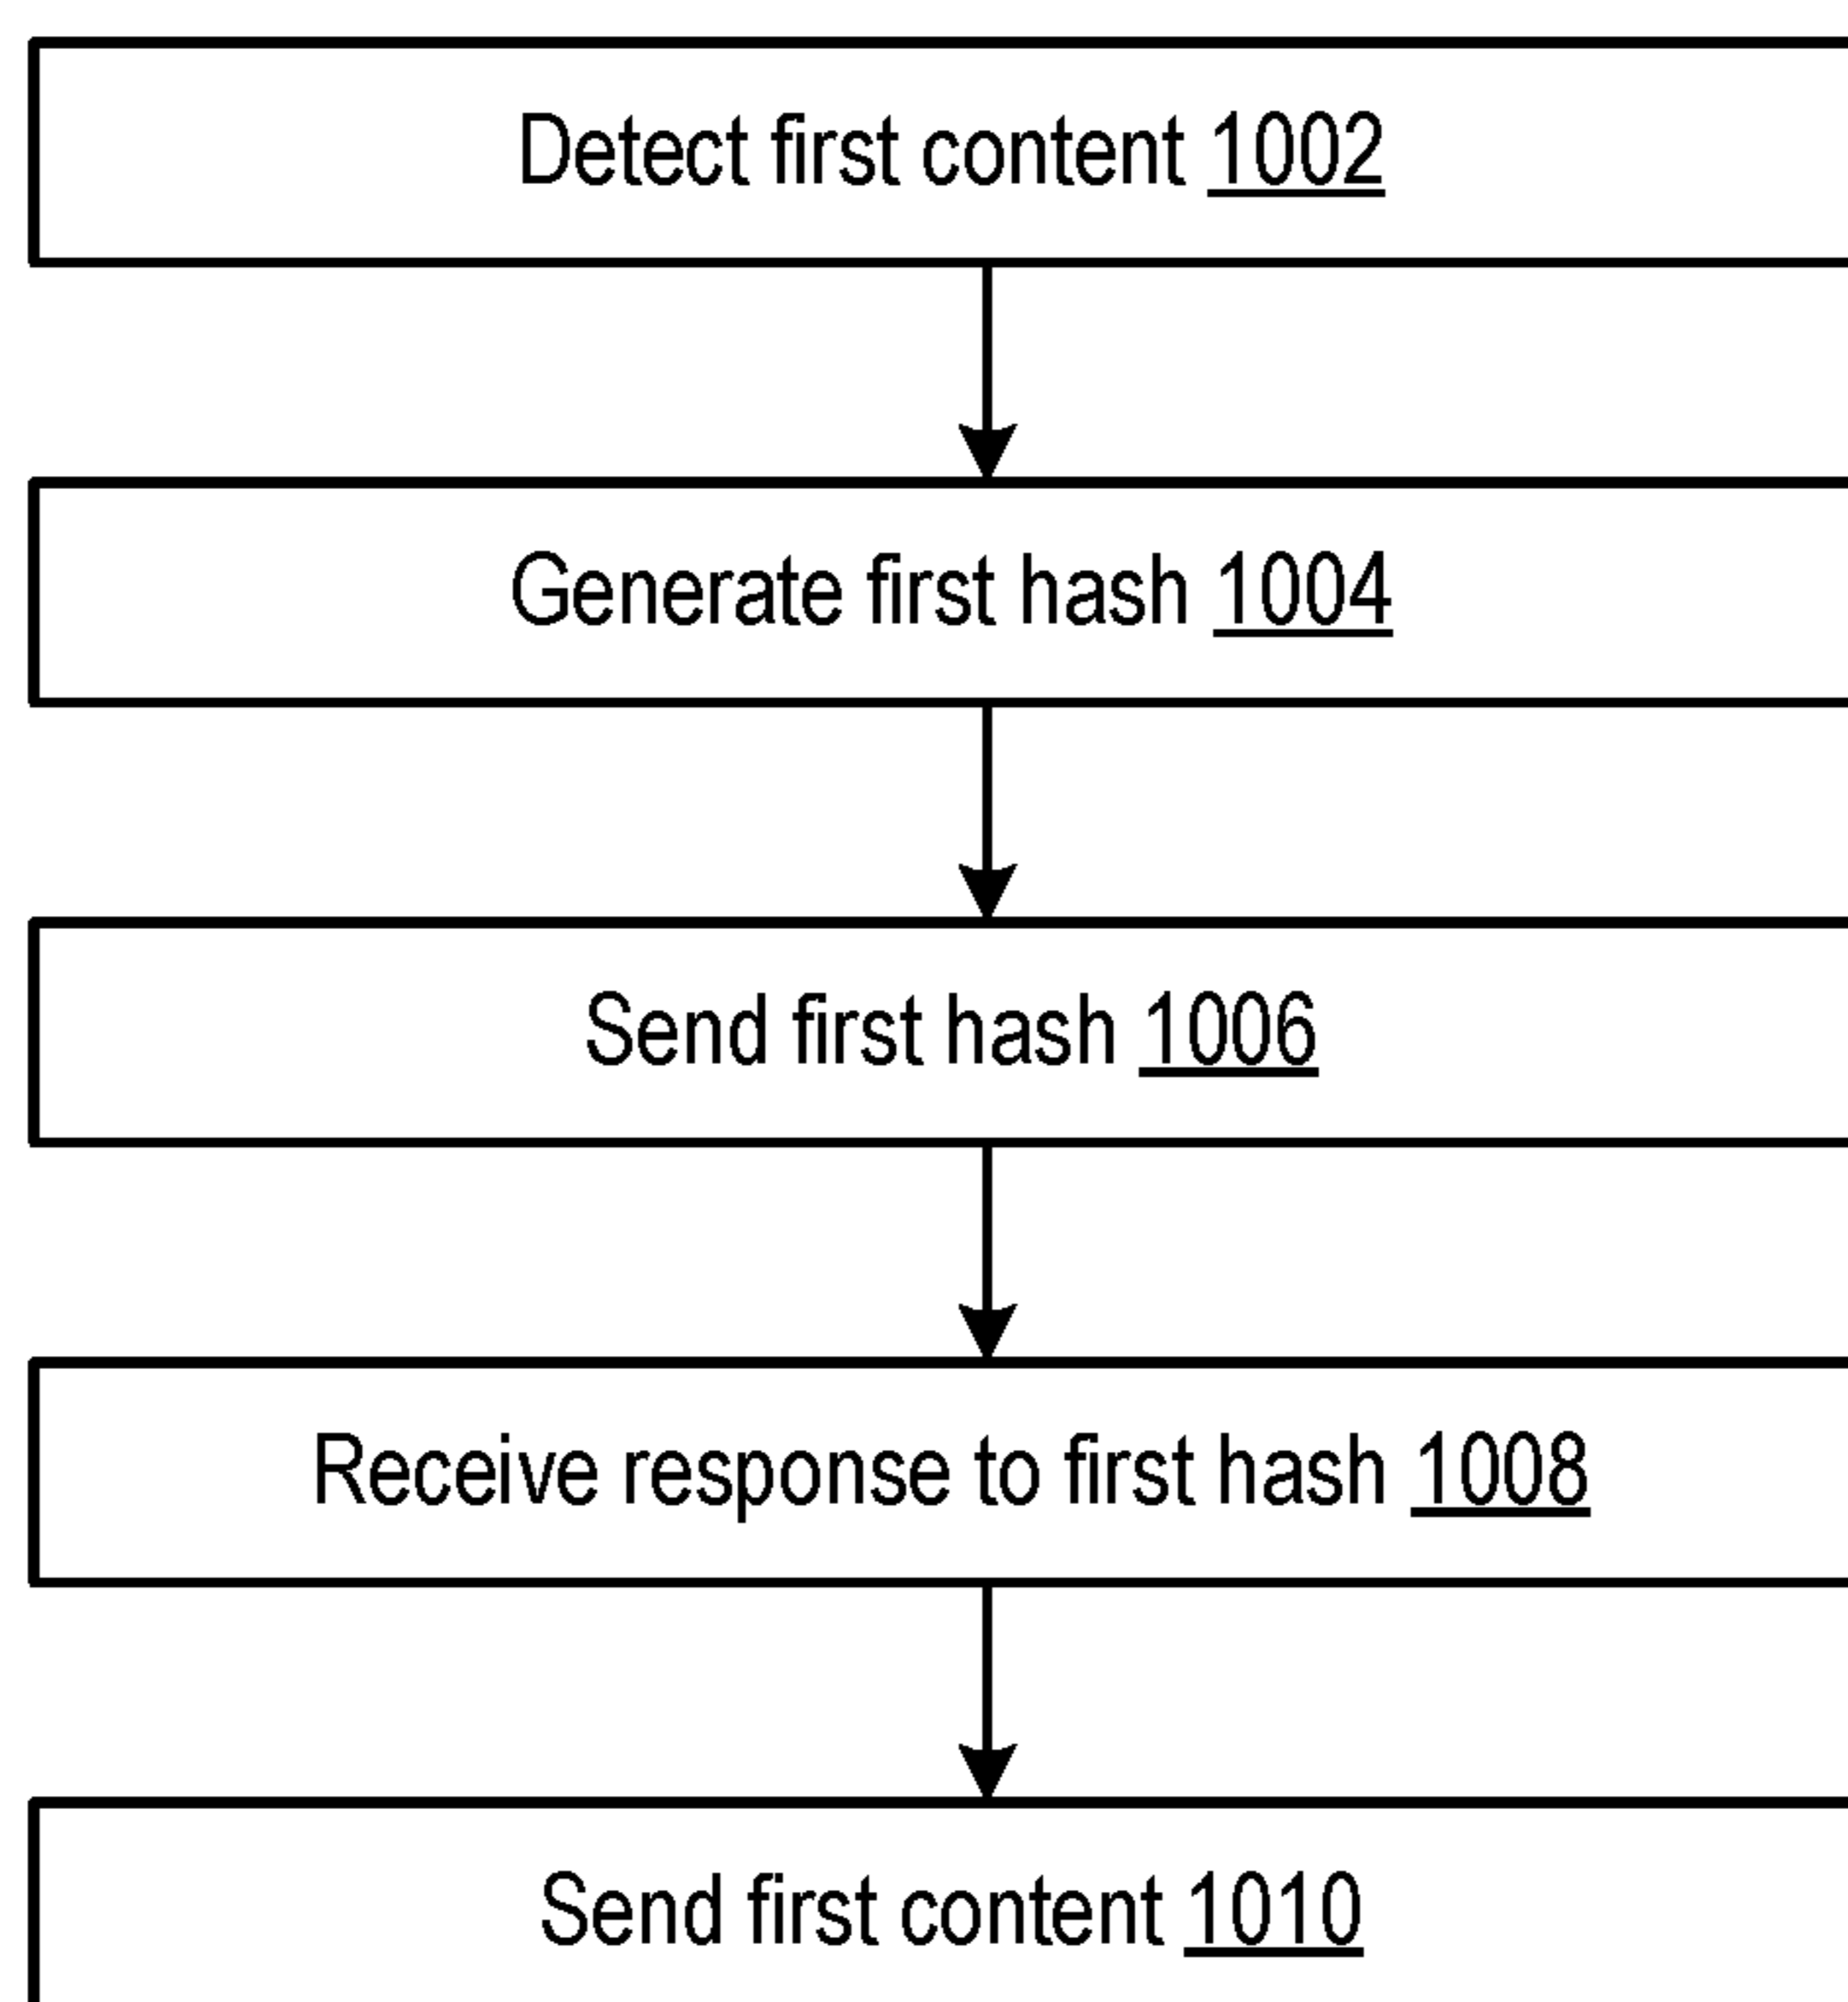 Detect first content 1002
Generate first hash 1004
Send first hash 1006
Receive response to first hash 1008
Send first content 1010